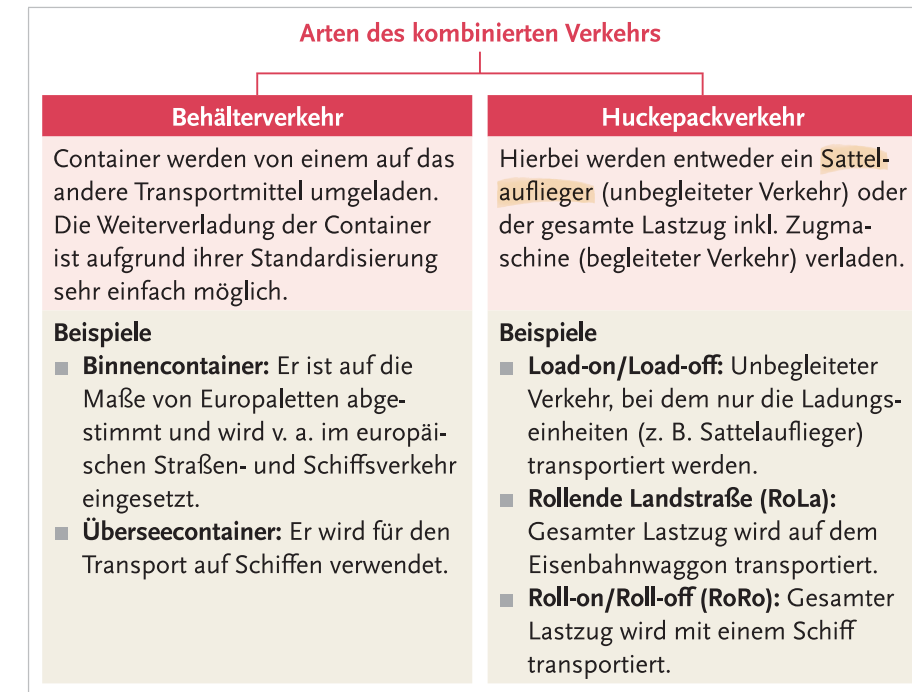 Arten des kombinierten Verkehrs
Behälterverkehr
Container werden von einem auf das
andere Transportmittel umgeladen.
Die Weiterverladung der Container
ist aufgrund ihrer Standardisierung
sehr einfach möglich.
Beispiele
■ Binnencontainer: Er ist auf die
Maße von Europaletten abge-
stimmt und wird v. a. im europäi-
schen Straßen- und Schiffsverkehr
eingesetzt.
■ Überseecontainer: Er wird für den
Transport auf Schiffen verwendet.
Huckepackverkehr
Hierbei werden entweder ein Sattel-
auflieger (unbegleiteter Verkehr) oder
der gesamte Lastzug inkl. Zugma-
schine (begleiteter Verkehr) verladen.
Beispiele
■ Load-on/Load-off: Unbegleiteter
Verkehr, bei dem nur die Ladungs-
einheiten (z. B. Sattelauflieger)
transportiert werden.
■ Rollende Landstraße (RoLa):
Gesamter Lastzug wird auf dem
Eisenbahnwaggon transportiert.
■ Roll-on/Roll-off (RoRo): Gesamter
Lastzug wird mit einem Schiff
transportiert.